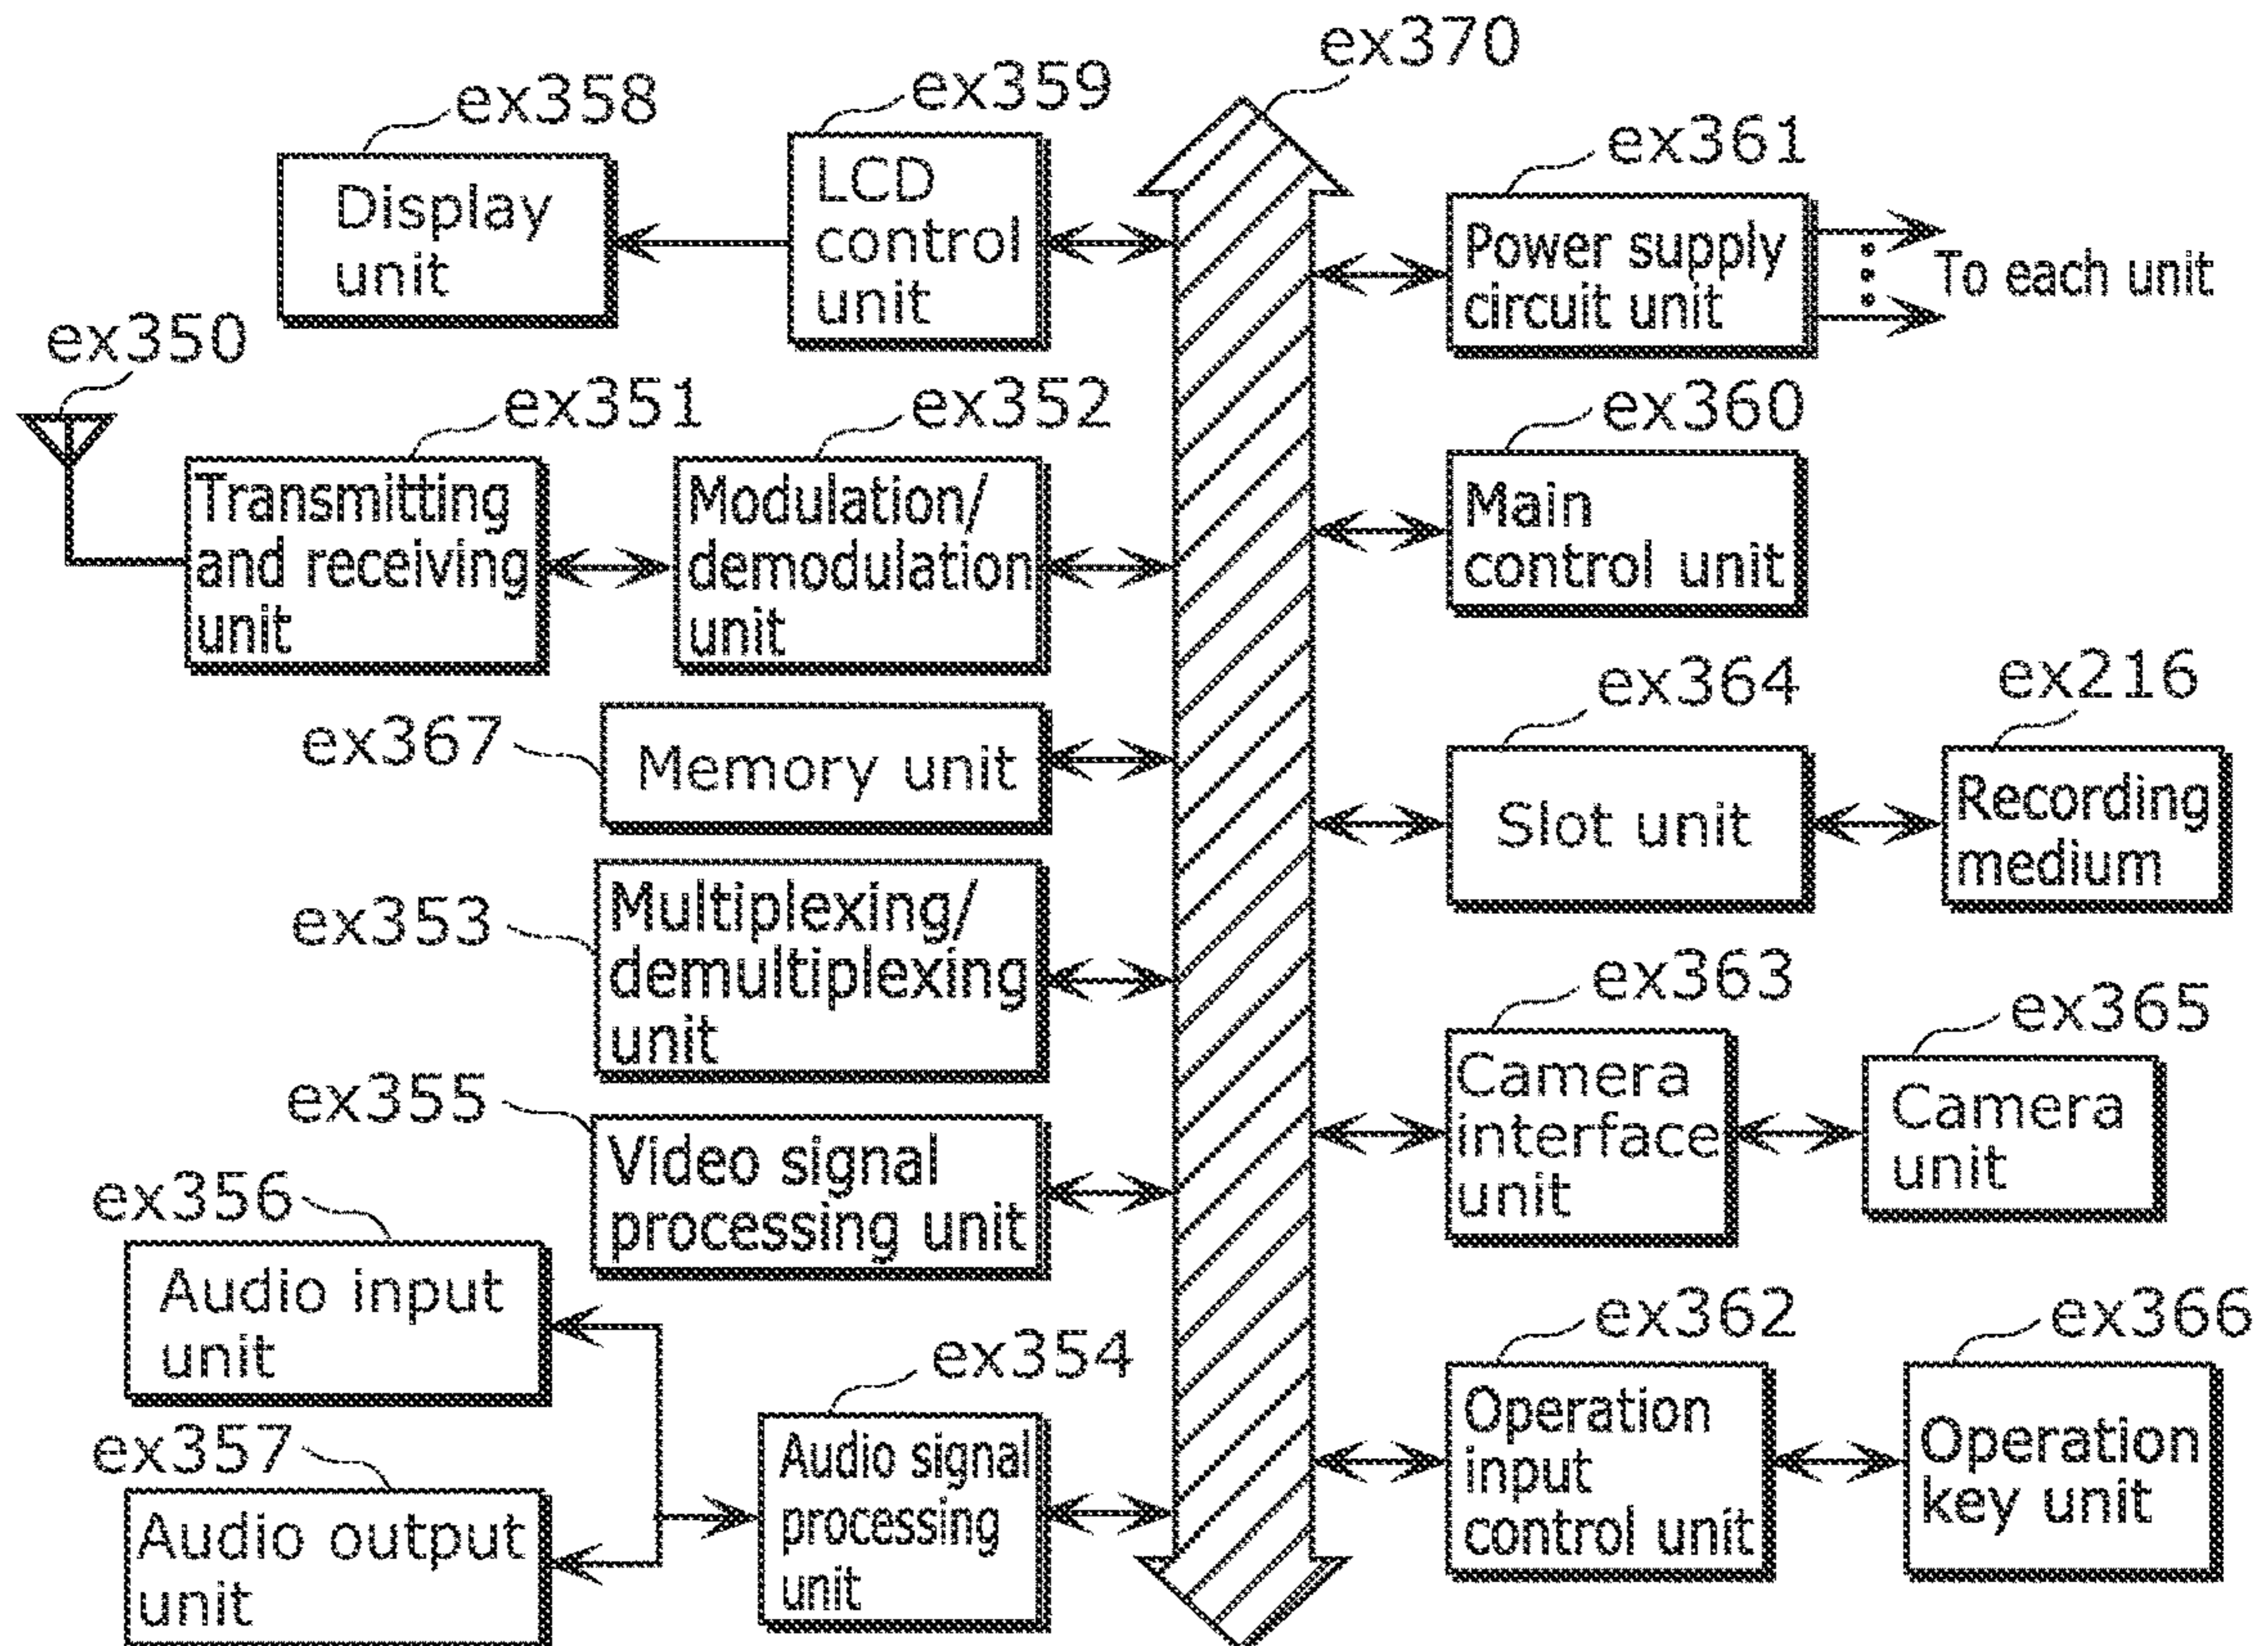 ex370
ex358
ex359
ex361
Display
unit
LCD
control
unit
Power supply
circuit unit
To each unit
ex350
ex351
ex352
ex360
Transmitting
and receiving
unit
Modulation/
demodulation
unit
Main
control unit
ex367
Memory unit
ex364
ex216
Slot unit
Recording
medium
ex353
Multiplexing/
demultiplexing
unit
ex363
ex365
Camera
interface
unit
Camera
unit
ex355
Video signal
processing unit
ex356
Audio input
unit
ex362
ex366
Operation
input
control unit
Operation
key unit
ex357
Audio output
unit
ex354
Audio signal
processing
unit